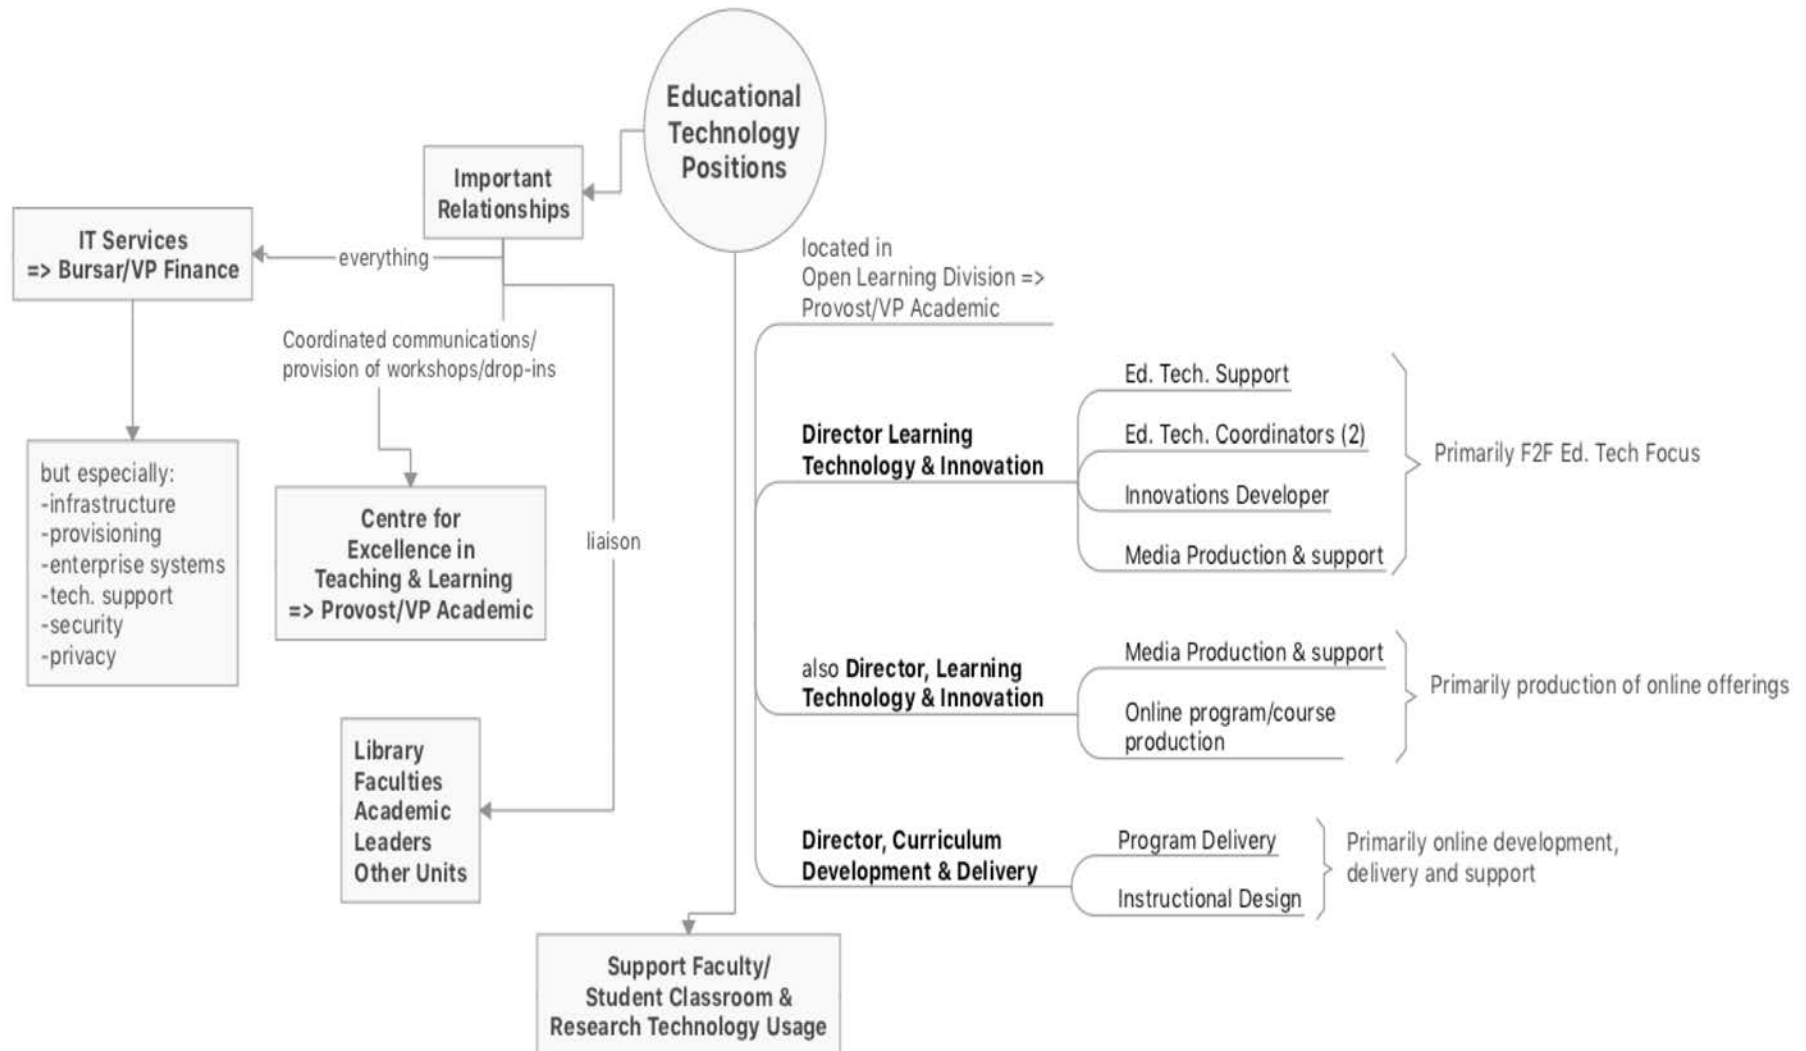 Educational
Technology
Positions
Important
Relationships
IT Services
=> Bursar/VP Finance
everything
but especially:
-infrastructure
-provisioning
-enterprise systems
-tech. support
-security
-privacy
Coordinated communications/
provision of workshops/drop-ins
Centre for
Excellence in
Teaching & Learning
=> Provost/VP Academic
liaison
Library
Faculties
Academic
Leaders
Other Units
Support Faculty/
Student Classroom &
Research Technology Usage
located in
Open Learning Division =>
Provost/VP Academic
Director Learning
Technology & Innovation
Ed. Tech. Support
Ed. Tech. Coordinators (2)
Innovations Developer
Media Production & support
Primarily F2F Ed. Tech Focus
also Director, Learning
Technology & Innovation
Media Production & support
Online program/course
production
Primarily production of online offerings
Director, Curriculum
Development & Delivery
Program Delivery
Instructional Design
Primarily online development,
delivery and support